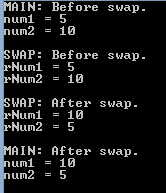 MAIN: Before swap.
num1 = 5
num2 = 10
SWAP: Before swap.
rNum1 = 5
rNum2 = 10
SWAP: After swap.
rNum1 = 10
rNum2 = 5
MAIN: After swap.
num1 = 10
num2 = 5